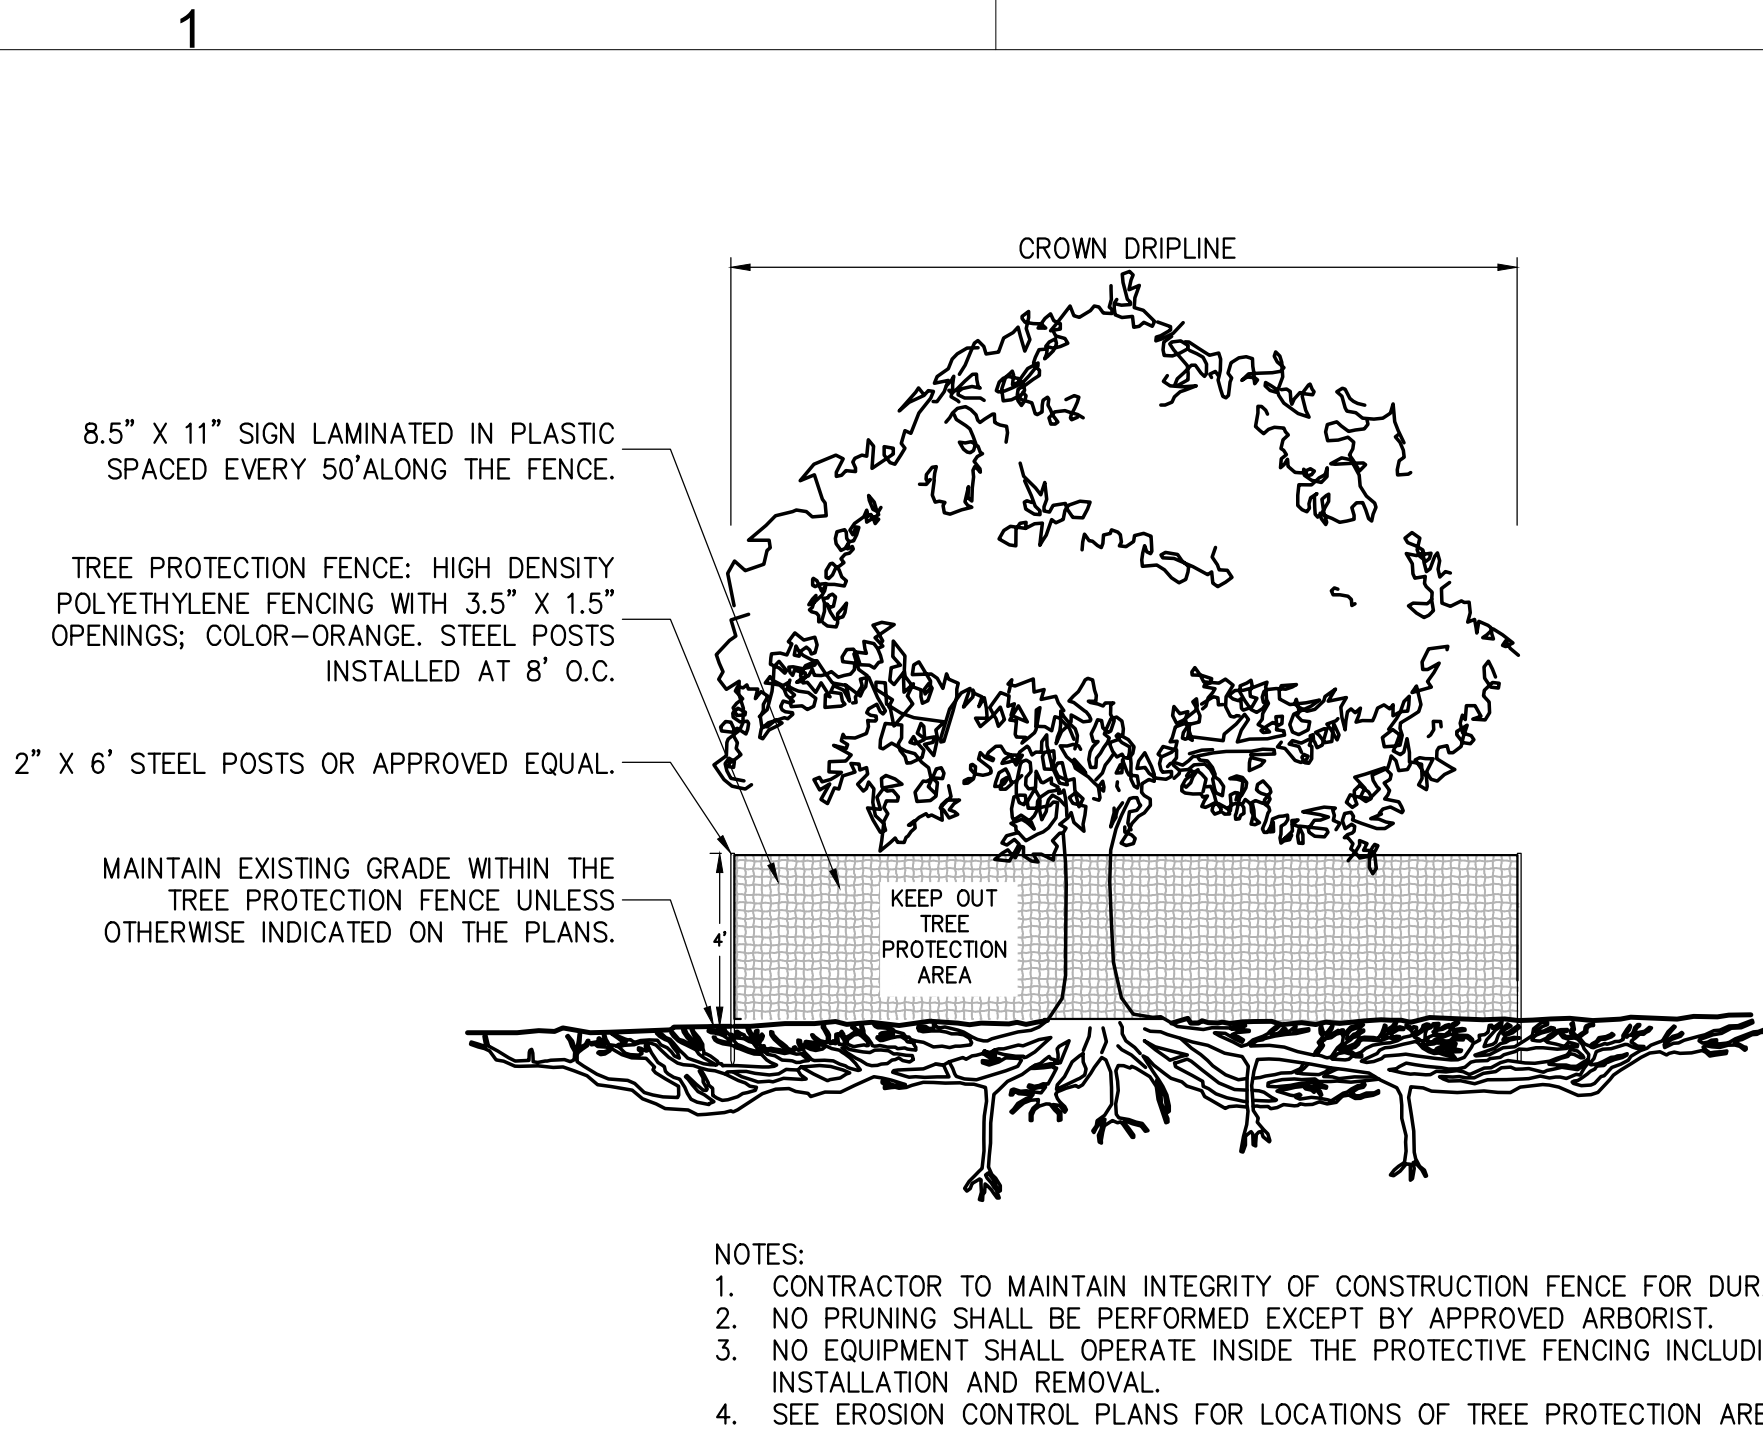 1
CROWN DRIPLINE
8.5" X 11" SIGN LAMINATED IN PLASTIC
SPACED EVERY 50'ALONG THE FENCE.
TREE PROTECTION FENCE: HIGH DENSITY
POLYETHYLENE FENCING WITH 3.5" X 1.5"
OPENINGS; COLOR-ORANGE. STEEL POSTS
INSTALLED AT 8' O.C.
2" X 6' STEEL POSTS OR APPROVED EQUAL.
MAINTAIN EXISTING GRADE WITHIN THE
TREE PROTECTION FENCE UNLESS
OTHERWISE INDICATED ON THE PLANS.
4'
KEEP OUT
TREE
PROTECTION
AREA
NOTES:
1. CONTRACTOR TO MAINTAIN INTEGRITY OF CONSTRUCTION FENCE FOR DUR
2. NO PRUNING SHALL BE PERFORMED EXCEPT BY APPROVED ARBORIST.
3. NO EQUIPMENT SHALL OPERATE INSIDE THE PROTECTIVE FENCING INCLUDI
INSTALLATION AND REMOVAL.
4. SEE EROSION CONTROL PLANS FOR LOCATIONS OF TREE PROTECTION ARE